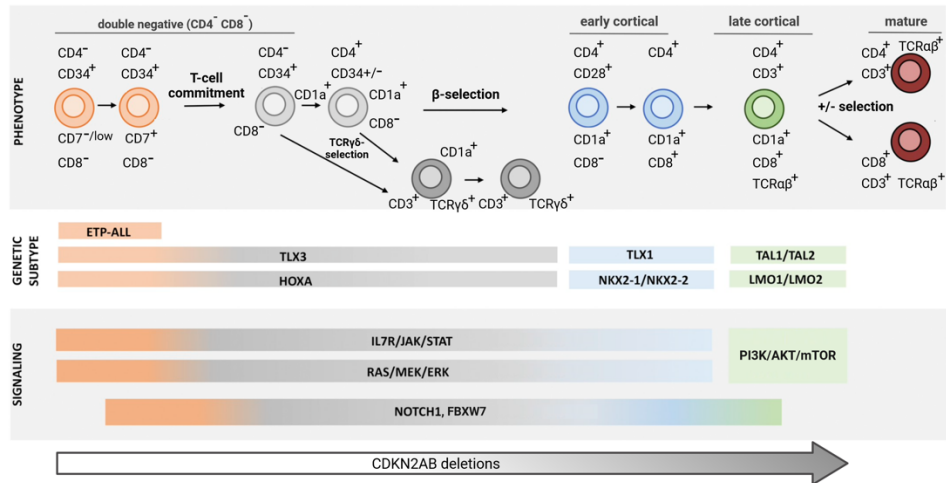 double negative (CD4⁻ CD8⁻)
early cortical
late cortical
mature
PHENOTYPE
CD4⁻
CD34⁺
CD7⁻/low
CD8⁻
CD4⁻
CD34⁺
CD7⁺
CD8⁻
T-cell
commitment
CD4⁻
CD34⁺
CD8⁻
CD1a⁺
CD4⁺
CD34+/-
CD1a⁺
CD8⁻
TCRγδ-
selection
β-selection
CD1a⁺
CD3⁺
TCRγδ⁺
CD3⁺
TCRγδ⁺
CD4⁺
CD28⁺
CD1a⁺
CD8⁻
CD4⁺
CD1a⁺
CD8⁺
CD4⁺
CD3⁺
CD1a⁺
CD8⁺
TCRαβ⁺
+/- selection
CD4⁺
TCRαβ⁺
CD3⁺
CD8⁺
CD3⁺
TCRαβ⁺
GENETIC
SUBTYPE
ETP-ALL
TLX3
TLX1
TAL1/TAL2
HOXA
NKX2-1/NKX2-2
LMO1/LMO2
SIGNALING
IL7R/JAK/STAT
RAS/MEK/ERK
PI3K/AKT/mTOR
NOTCH1, FBXW7
CDKN2AB deletions